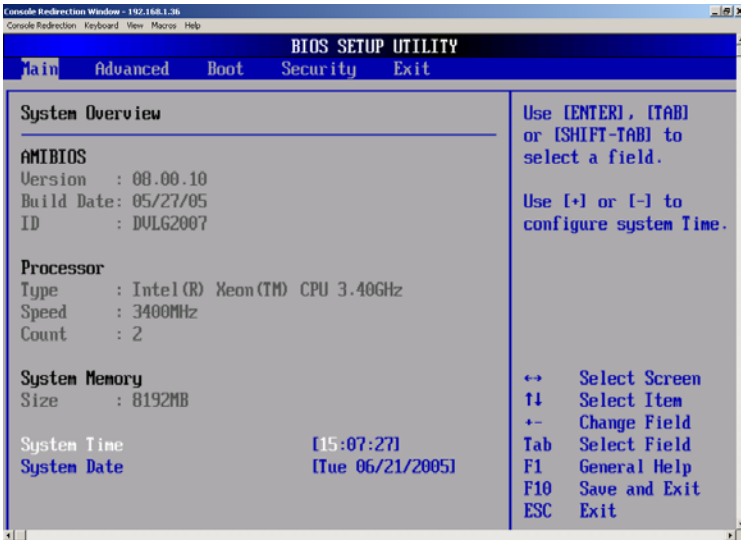 Console Redirection Window - 192.168.1.36
Console Redirection Keyboard View Macros Help
BIOS SETUP UTILITY
Main Advanced Boot Security Exit
System Overview
AMIBIOS
Version : 08.00.10
Build Date: 05/27/05
ID : DVLG2007
Processor
Type : Intel(R) Xeon(TM) CPU 3.40GHz
Speed : 3400MHz
Count : 2
System Memory
Size : 8192MB
System Time [15:07:27]
System Date [Tue 06/21/2005]
Use [ENTER], [TAB]
or [SHIFT-TAB] to
select a field.
Use [+] or [-] to
configure system Time.
↔ Select Screen
↑↓ Select Item
+- Change Field
Tab Select Field
F1 General Help
F10 Save and Exit
ESC Exit